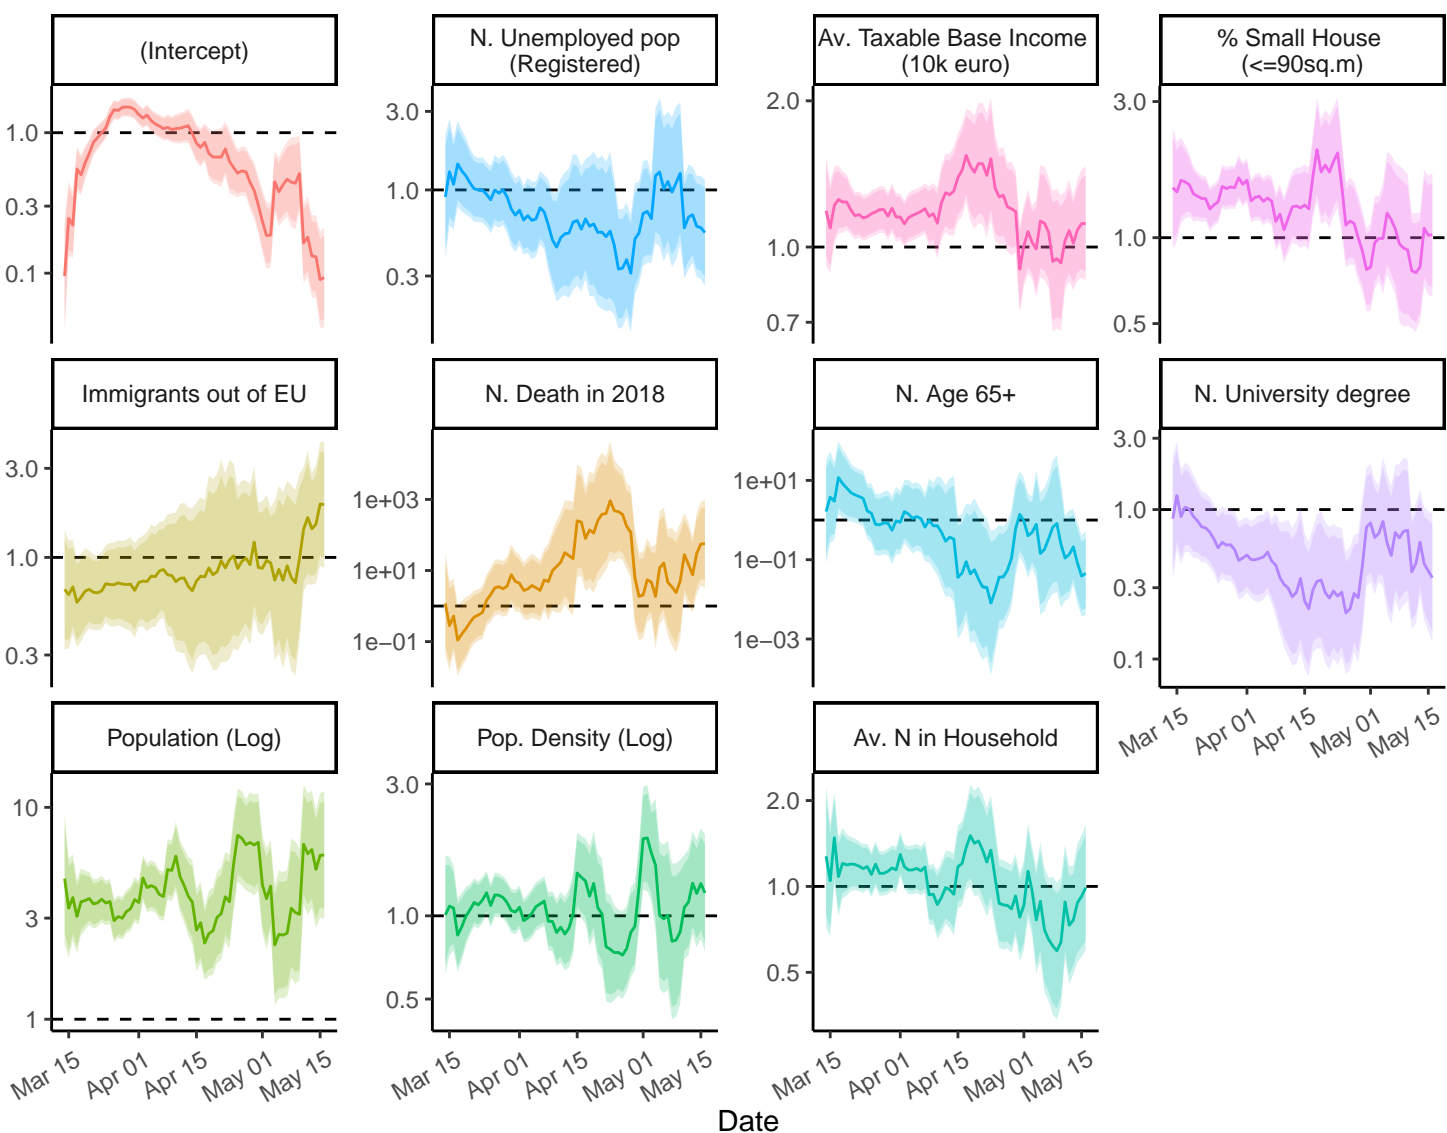 (Intercept)
N. Unemployed pop
(Registered)
Av. Taxable Base Income
(10k euro)
% Small House
(<=90sq.m)
1.0
0.3
0.1
3.0
1.0
0.3
2.0
1.0
0.7
3.0
1.0
0.5
Immigrants out of EU
N. Death in 2018
N. Age 65+
N. University degree
3.0
1.0
0.3
1e+03
1e+01
1e−01
1e+01
1e−01
1e−03
3.0
1.0
0.3
0.1
Mar 15
Apr 01
Apr 15
May 01
May 15
Population (Log)
Pop. Density (Log)
Av. N in Household
10
3
1
3.0
1.0
0.5
2.0
1.0
0.5
Mar 15
Apr 01
Apr 15
May 01
May 15
Mar 15
Apr 01
Apr 15
May 01
May 15
Mar 15
Apr 01
Apr 15
May 01
May 15
Date